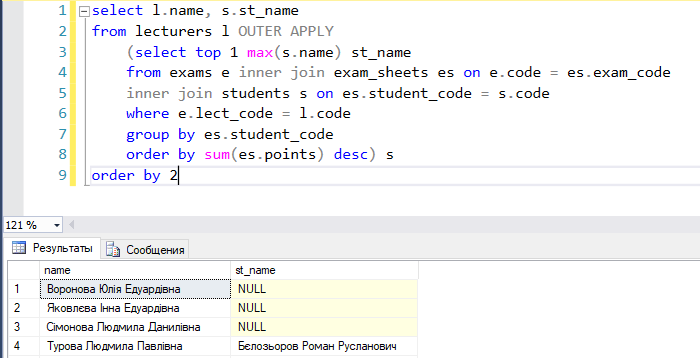 1 select l.name, s.st_name
2 from lecturers l OUTER APPLY
3 (select top 1 max(s.name) st_name
4 from exams e inner join exam_sheets es on e.code = es.exam_code
5 inner join students s on es.student_code = s.code
6 where e.lect_code = l.code
7 group by es.student_code
8 order by sum(es.points) desc) s
9 order by 2
121 %
Результаты Сообщения
name st_name
1 Воронова Юлія Едуардівна NULL
2 Яковлєва Інна Едуардівна NULL
3 Сімонова Людмила Данилівна NULL
4 Турова Людмила Павлівна Бєлозьоров Роман Русланович